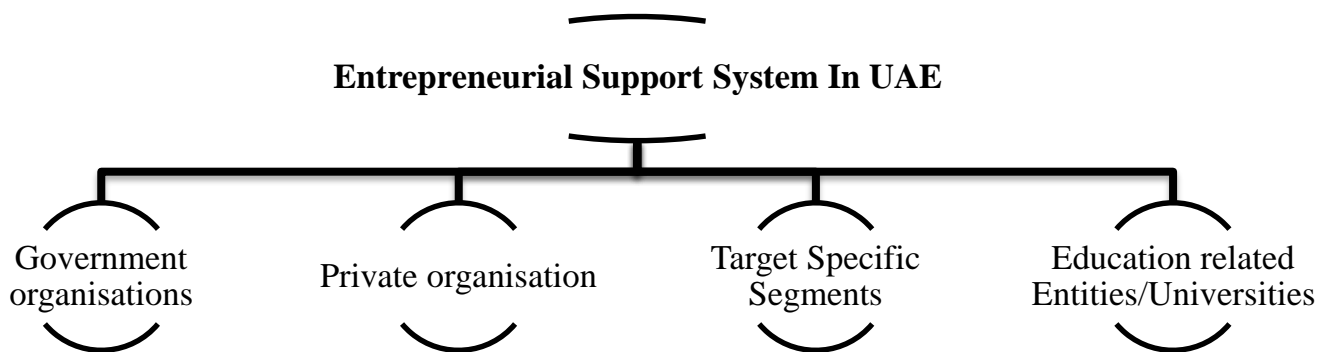 Entrepreneurial Support System In UAE
Government
organisations
Private organisation
Target Specific
Segments
Education related
Entities/Universities